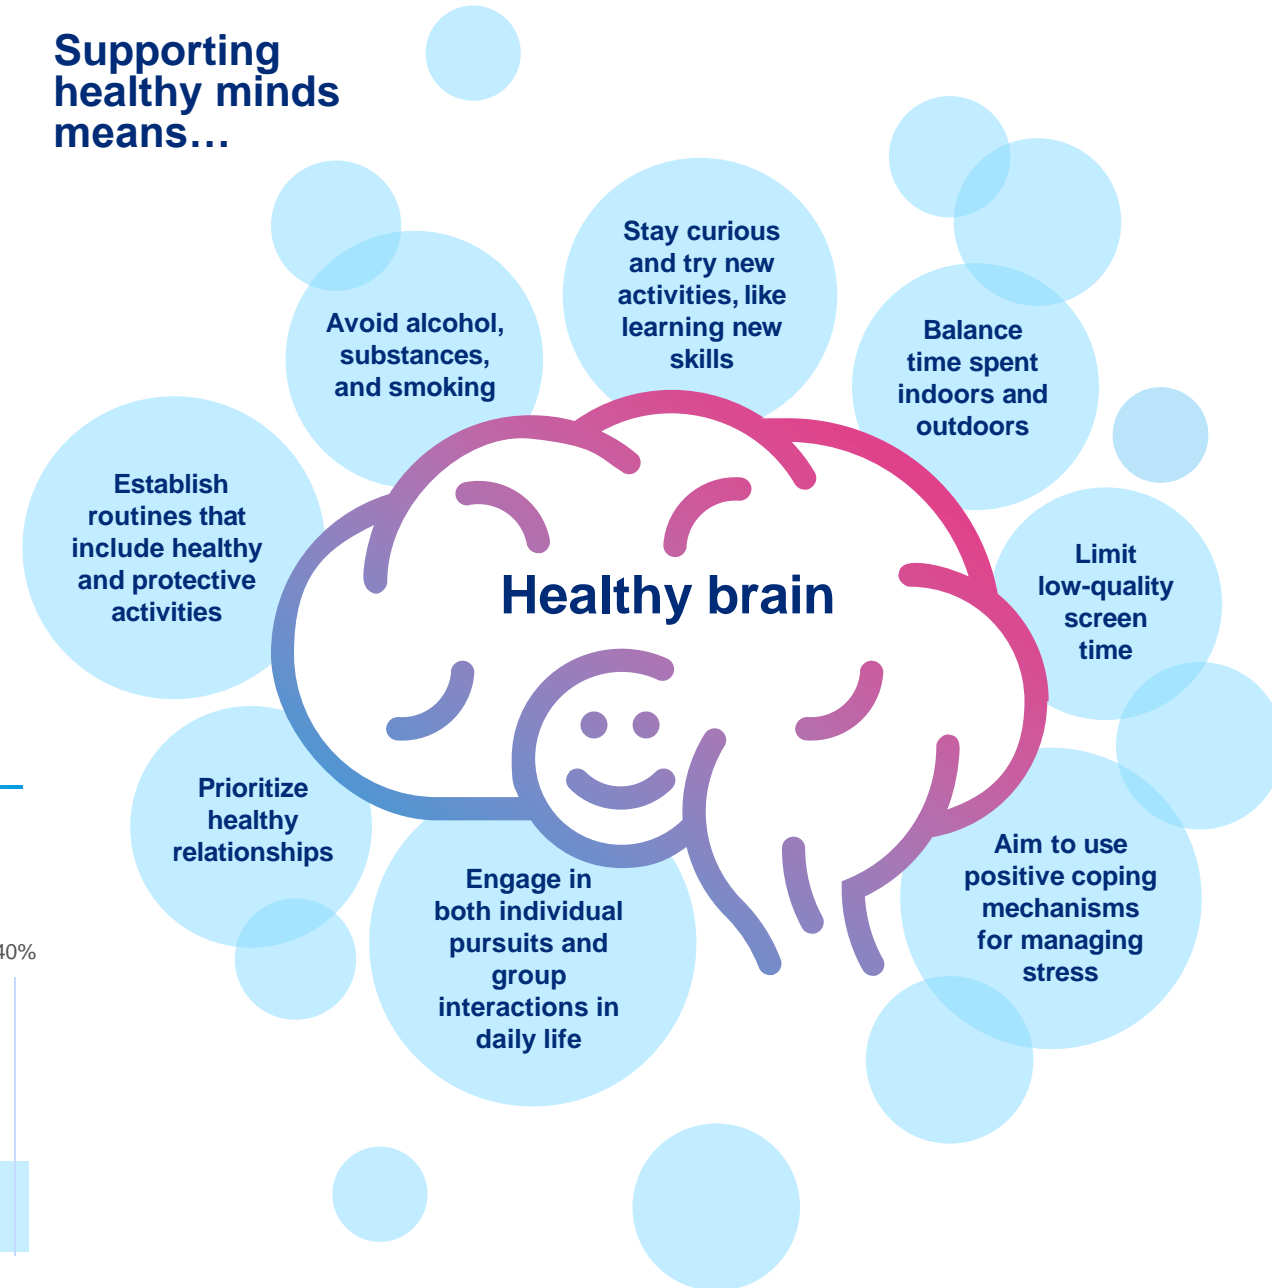 Supporting
healthy minds
means…
Stay curious
and try new
activities, like
learning new
skills
Avoid alcohol,
substances,
and smoking
Balance
time spent
indoors and
outdoors
Establish
routines that
include healthy
and protective
activities
Limit
low-quality
screen
time
Healthy brain
Prioritize
healthy
relationships
Engage in
both individual
pursuits and
group
interactions in
daily life
Aim to use
positive coping
mechanisms
for managing
stress
40%